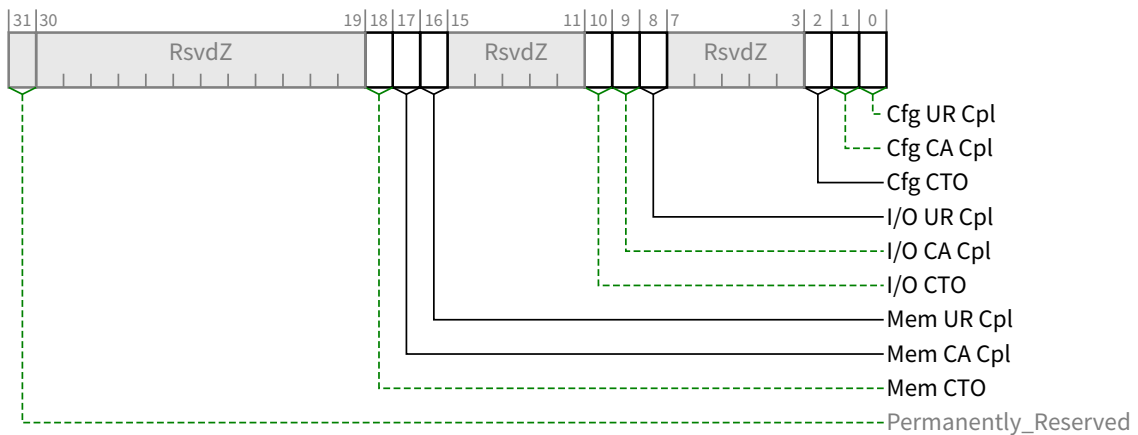 31 30 19 18 17 16 15 11 10 9 8 7 3 2 1 0
RsvdZ RsvdZ RsvdZ
Cfg UR Cpl
Cfg CA Cpl
Cfg CTO
I/O UR Cpl
I/O CA Cpl
I/O CTO
Mem UR Cpl
Mem CA Cpl
Mem CTO
Permanently_Reserved